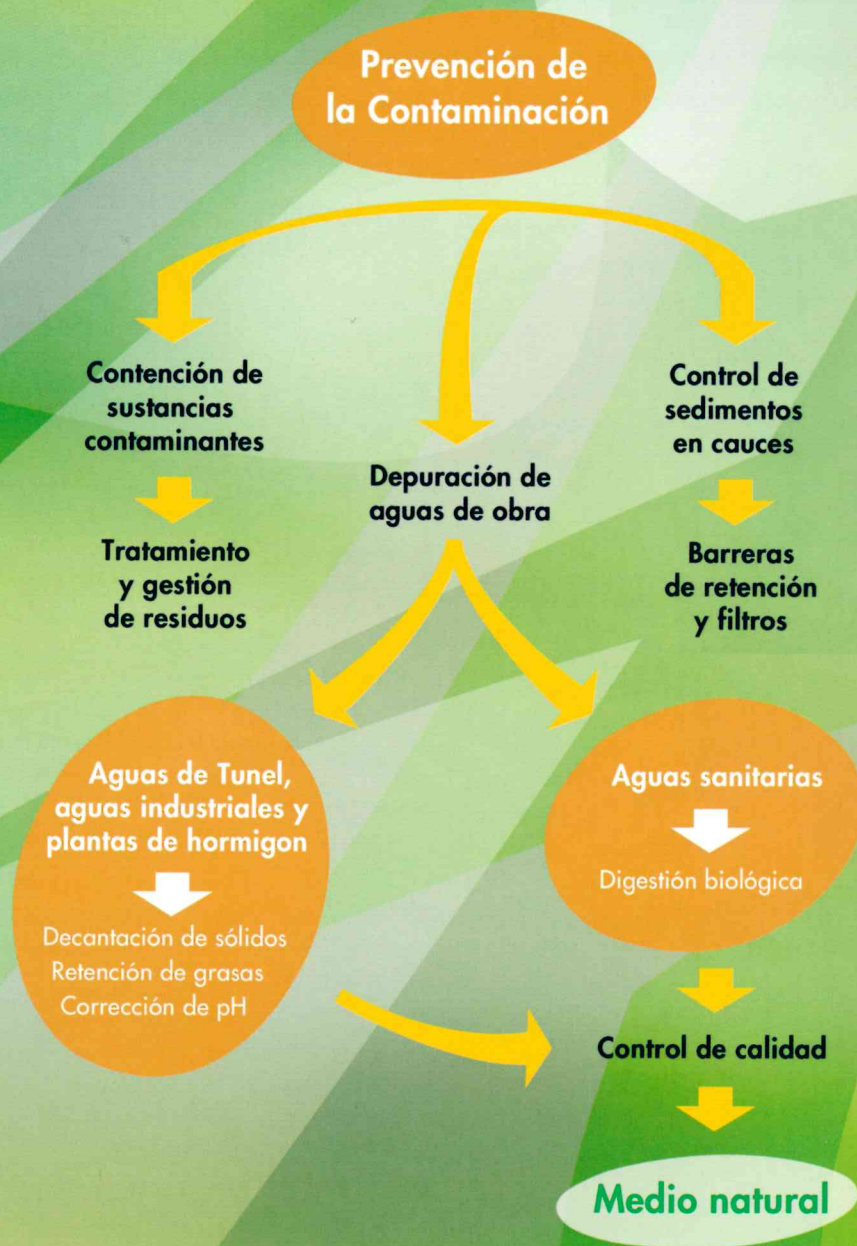 Prevención de
la Contaminación
Contención de
sustancias
contaminantes
Tratamiento
y gestión
de residuos
Depuración de
aguas de obra
Control de
sedimentos
en cauces
Barreras
de retención
y filtros
Aguas de Tunel,
aguas industriales y
plantas de hormigon
Decantación de sólidos
Retención de grasas
Corrección de pH
Aguas sanitarias
Digestión biológica
Control de calidad
Medio natural